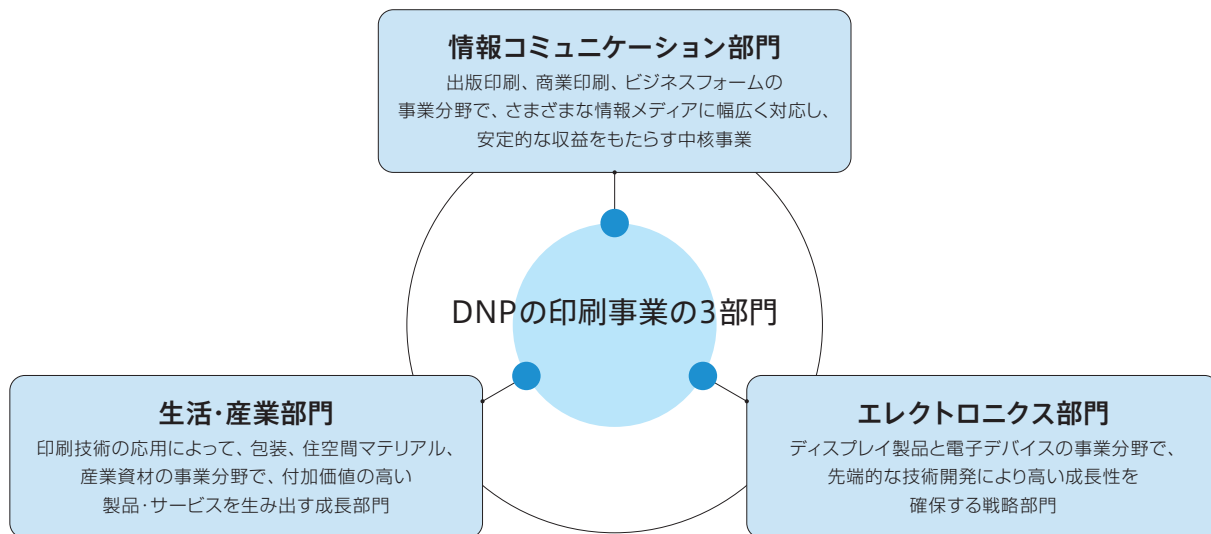 情報コミュニケーション部門
出版印刷、商業印刷、ビジネスフォームの
事業分野で、さまざまな情報メディアに幅広く対応し、
安定的な収益をもたらす中核事業
DNPの印刷事業の3部門
生活・産業部門
印刷技術の応用によって、包装、住空間マテリアル、
産業資材の事業分野で、付加価値の高い
製品・サービスを生み出す成長部門
エレクトロニクス部門
ディスプレイ製品と電子デバイスの事業分野で、
先端的な技術開発により高い成長性を
確保する戦略部門